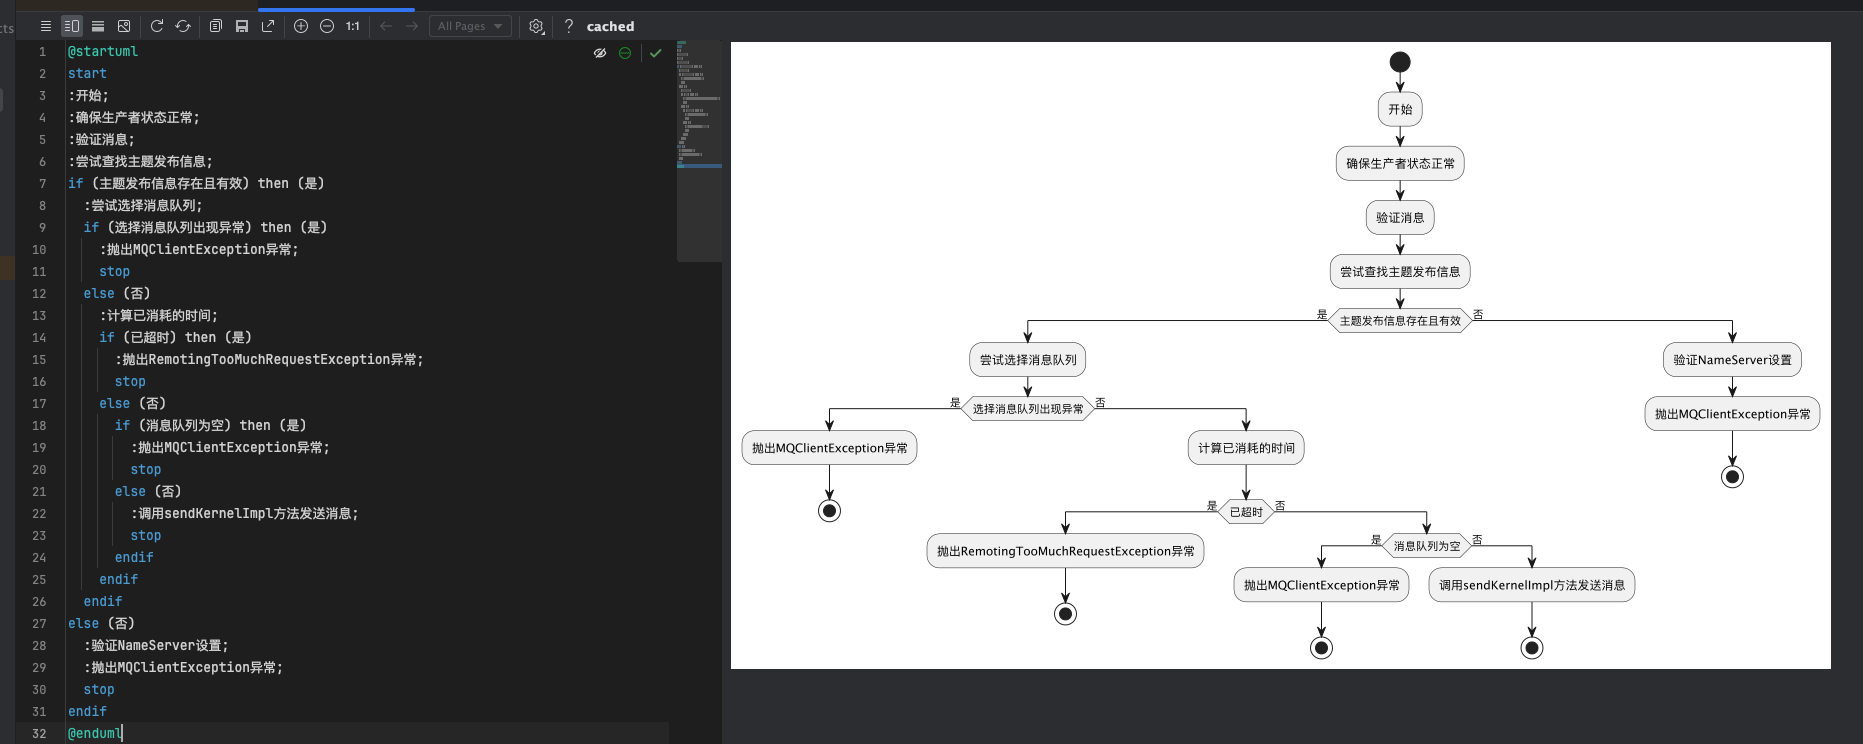 cts
1:1
All Pages
?
cached
1 @startuml
2 start
3 :开始;
4 :确保生产者状态正常;
5 :验证消息;
6 :尝试查找主题发布信息;
7 if (主题发布信息存在且有效) then (是)
8 :尝试选择消息队列;
9 if (选择消息队列出现异常) then (是)
10 :抛出MQClientException异常;
11 stop
12 else (否)
13 :计算已消耗的时间;
14 if (已超时) then (是)
15 :抛出RemotingTooMuchRequestException异常;
16 stop
17 else (否)
18 if (消息队列为空) then (是)
19 :抛出MQClientException异常;
20 stop
21 else (否)
22 :调用sendKernelImpl方法发送消息;
23 stop
24 endif
25 endif
26 endif
27 else (否)
28 :验证NameServer设置;
29 :抛出MQClientException异常;
30 stop
31 endif
32 @enduml
开始
确保生产者状态正常
验证消息
尝试查找主题发布信息
是 主题发布信息存在且有效 否
尝试选择消息队列
验证NameServer设置
是 选择消息队列出现异常 否
抛出MQClientException异常
抛出MQClientException异常
计算已消耗的时间
是 已超时 否
抛出RemotingTooMuchRequestException异常
是 消息队列为空 否
抛出MQClientException异常
调用sendKernelImpl方法发送消息